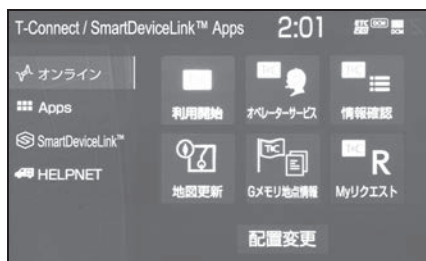 T-Connect / SmartDeviceLink™ Apps 2:01
オンライン
Apps
SmartDeviceLink™
HELPNET
利用開始 オペレーターサービス 情報確認
地図更新 Gメモリ地点情報 Myリクエスト
R
配置変更